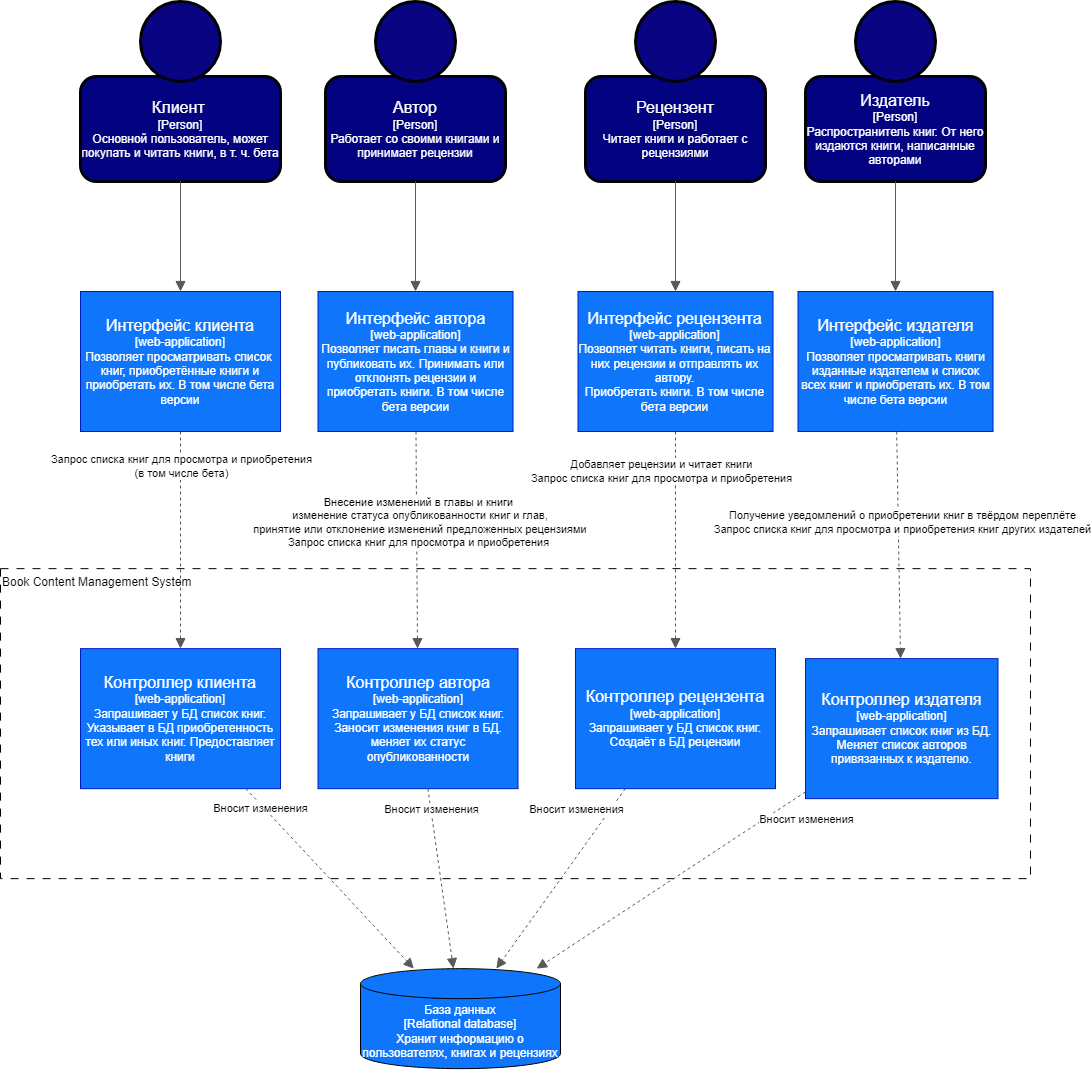 Клиент
[Person]
Основной пользователь, может
покупать и читать книги, в т. ч. бета
Автор
[Person]
Работает со своими книгами и
принимает рецензии
Рецензент
[Person]
Читает книги и работает с
рецензиями
Издатель
[Person]
Распространитель книг. От него
издаются книги, написанные
авторами
Интерфейс клиента
[web-application]
Позволяет просматривать список
книг, приобретённые книги и
приобретать их. В том числе бета
версии
Интерфейс автора
[web-application]
Позволяет писать главы и книги и
публиковать их. Принимать или
отклонять рецензии и
приобретать книги. В том числе
бета версии
Интерфейс рецензента
[web-application]
Позволяет читать книги, писать на
них рецензии и отправлять их
автору.
Приобретать книги. В том числе
бета версии
Интерфейс издателя
[web-application]
Позволяет просматривать книги
изданные издателем и список
всех книг и приобретать их. В том
числе бета версии
Запрос списка книг для просмотра и приобретения
(в том числе бета)
Внесение изменений в главы и книги
изменение статуса опубликованности книг и глав,
принятие или отклонение изменений предложенных рецензиями
Запрос списка книг для просмотра и приобретения
Добавляет рецензии и читает книги
Запрос списка книг для просмотра и приобретения
Получение уведомлений о приобретении книг в твёрдом переплёте
Запрос списка книг для просмотра и приобретения книг других издателей
Book Content Management System
Контроллер клиента
[web-application]
Запрашивает у БД список книг.
Указывает в БД приобретенность
тех или иных книг. Предоставляет
книги
Контроллер автора
[web-application]
Запрашивает у БД список книг.
Заносит изменения книг в БД.
меняет их статус
опубликованности
Контроллер рецензента
[web-application]
Запрашивает у БД список книг.
Создаёт в БД рецензии
Контроллер издателя
[web-application]
Запрашивает список книг из БД.
Меняет список авторов
привязанных к издателю.
Вносит изменения
Вносит изменения
Вносит изменения
Вносит изменения
База данных
[Relational database]
Хранит информацию о
пользователях, книгах и рецензиях